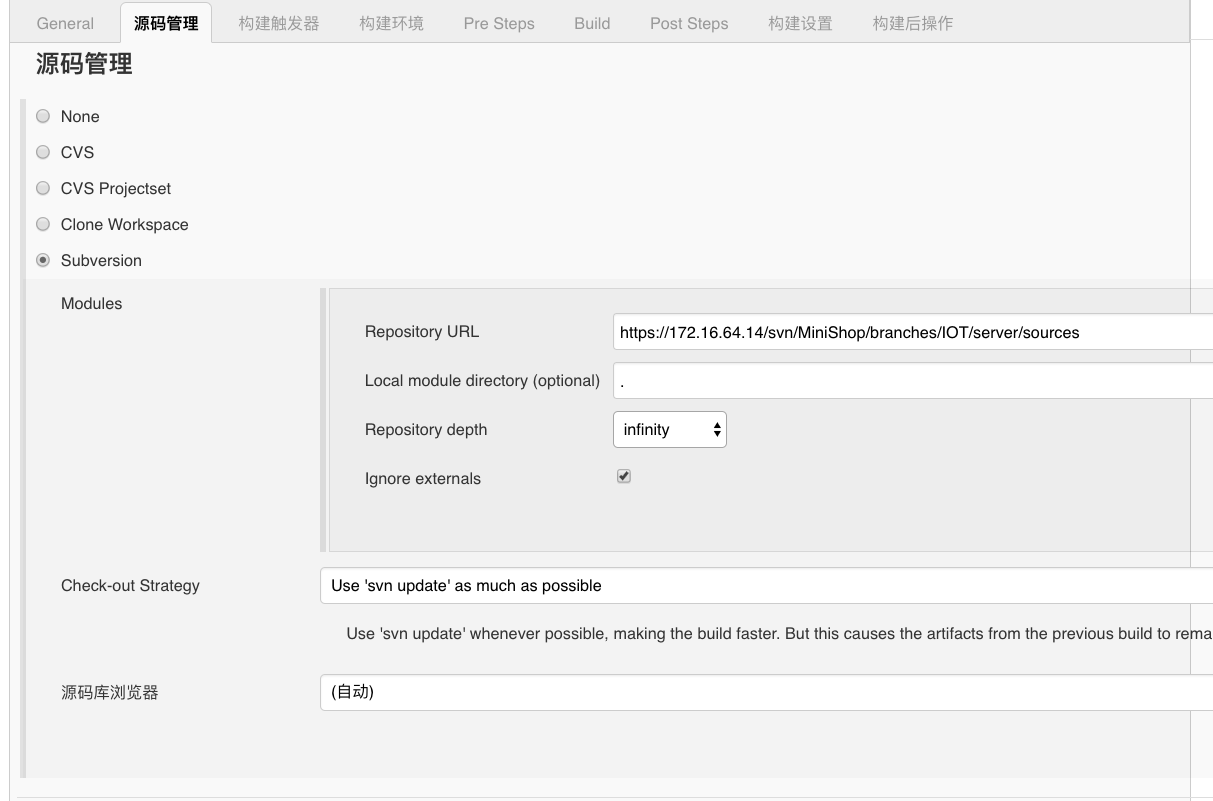 General 源码管理 构建触发器 构建环境 Pre Steps Build Post Steps 构建设置 构建后操作
源码管理
None
CVS
CVS Projectset
Clone Workspace
Subversion
Modules
Repository URL https://172.16.64.14/svn/MiniShop/branches/IOT/server/sources
Local module directory (optional) .
Repository depth infinity
Ignore externals
Check-out Strategy Use 'svn update' as much as possible
Use 'svn update' whenever possible, making the build faster. But this causes the artifacts from the previous build to rema
源码库浏览器 (自动)